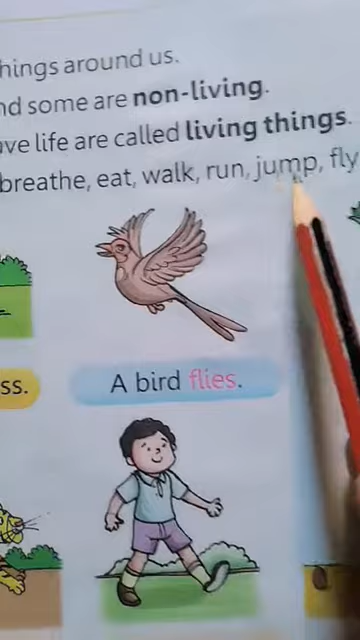 hings around us.
nd some are non-living.
ve life are called living things.
breathe, eat, walk, run, jump, fly
ss.
A bird flies.